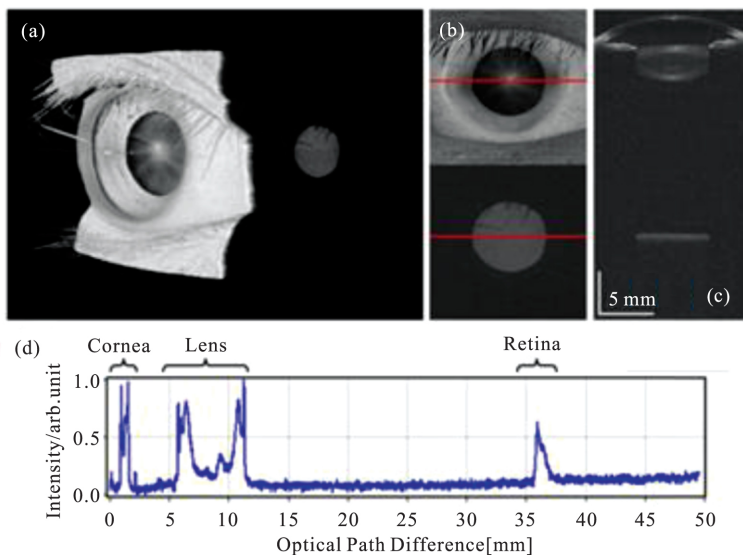 (a)
(b)
(c)
5 mm
(d)
Cornea
Lens
Retina
1.0
0.5
0.0
Intensity/arb.unit
0 5 10 15 20 25 30 35 40 45 50
Optical Path Difference[mm]